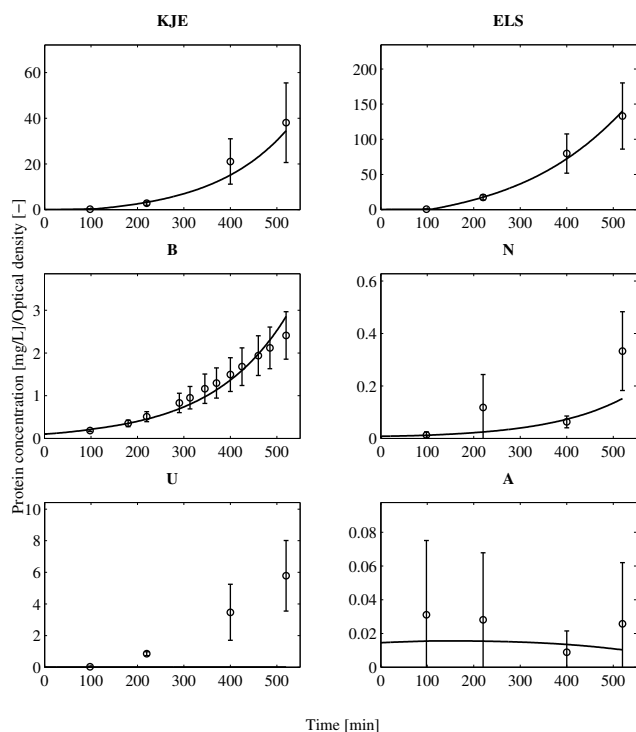 KJE
ELS
60
40
20
0
0 100 200 300 400 500
200
150
100
50
0
0 100 200 300 400 500
B
N
3
2
1
0
0 100 200 300 400 500
0.6
0.4
0.2
0
0 100 200 300 400 500
U
A
10
8
6
4
2
0
0 100 200 300 400 500
0.08
0.06
0.04
0.02
0
0 100 200 300 400 500
Protein concentration [mg/L]/Optical density [−]
Time [min]